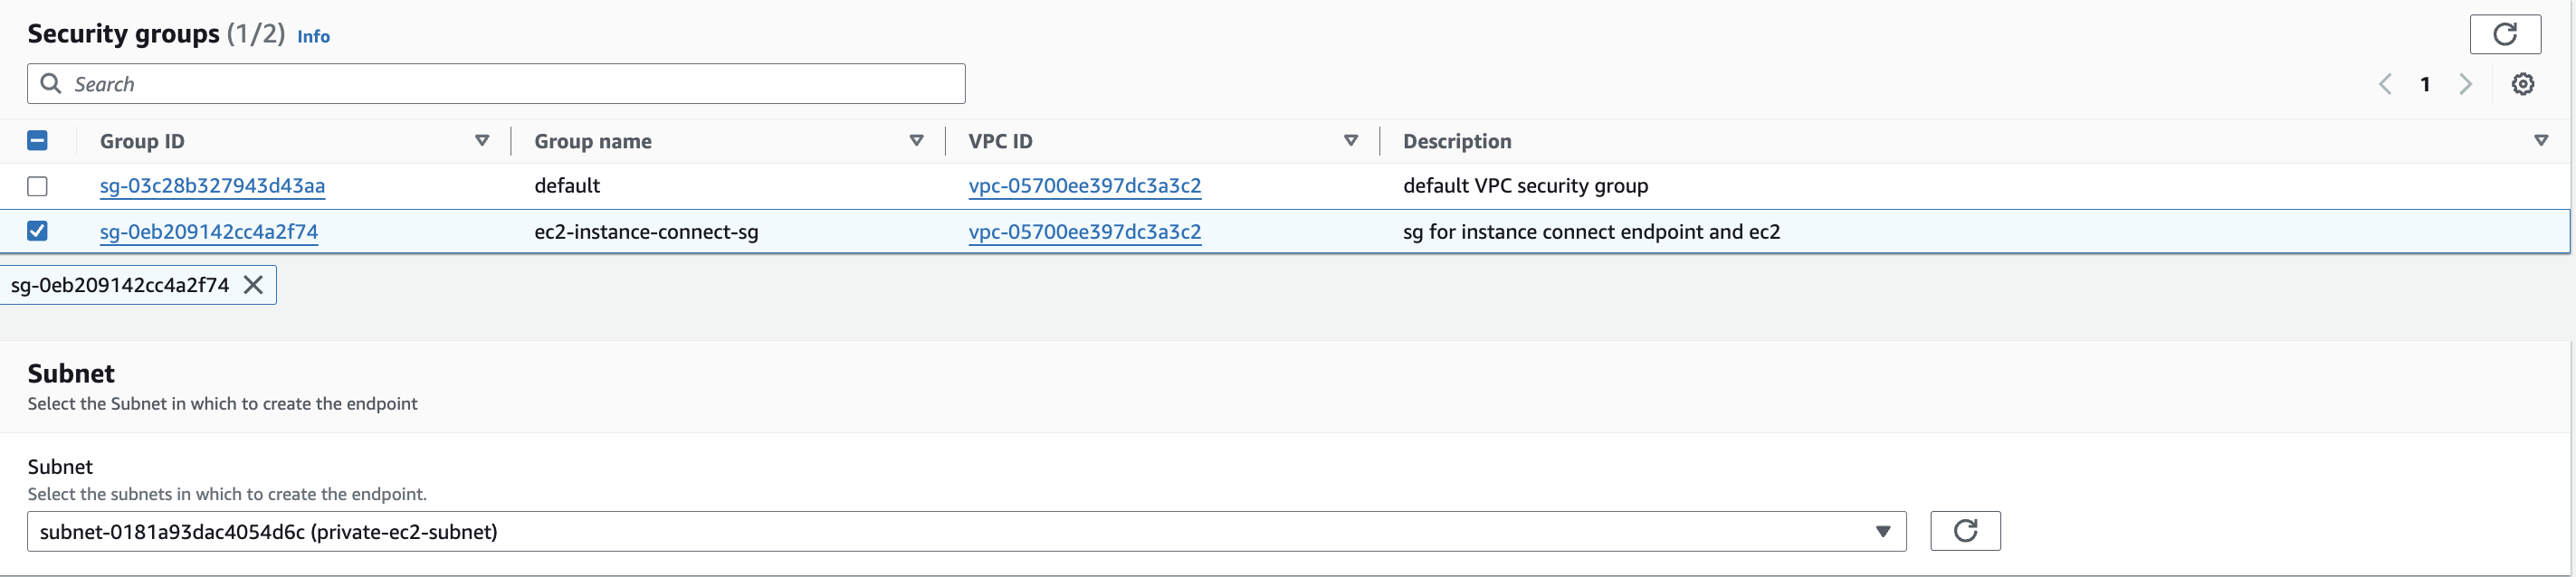 Security groups (1/2) Info
Search
1
Group ID Group name VPC ID Description
sg-03c28b327943d43aa default vpc-05700ee397dc3a3c2 default VPC security group
sg-0eb209142cc4a2f74 ec2-instance-connect-sg vpc-05700ee397dc3a3c2 sg for instance connect endpoint and ec2
sg-0eb209142cc4a2f74
Subnet
Select the Subnet in which to create the endpoint
Subnet
Select the subnets in which to create the endpoint.
subnet-0181a93dac4054d6c (private-ec2-subnet)